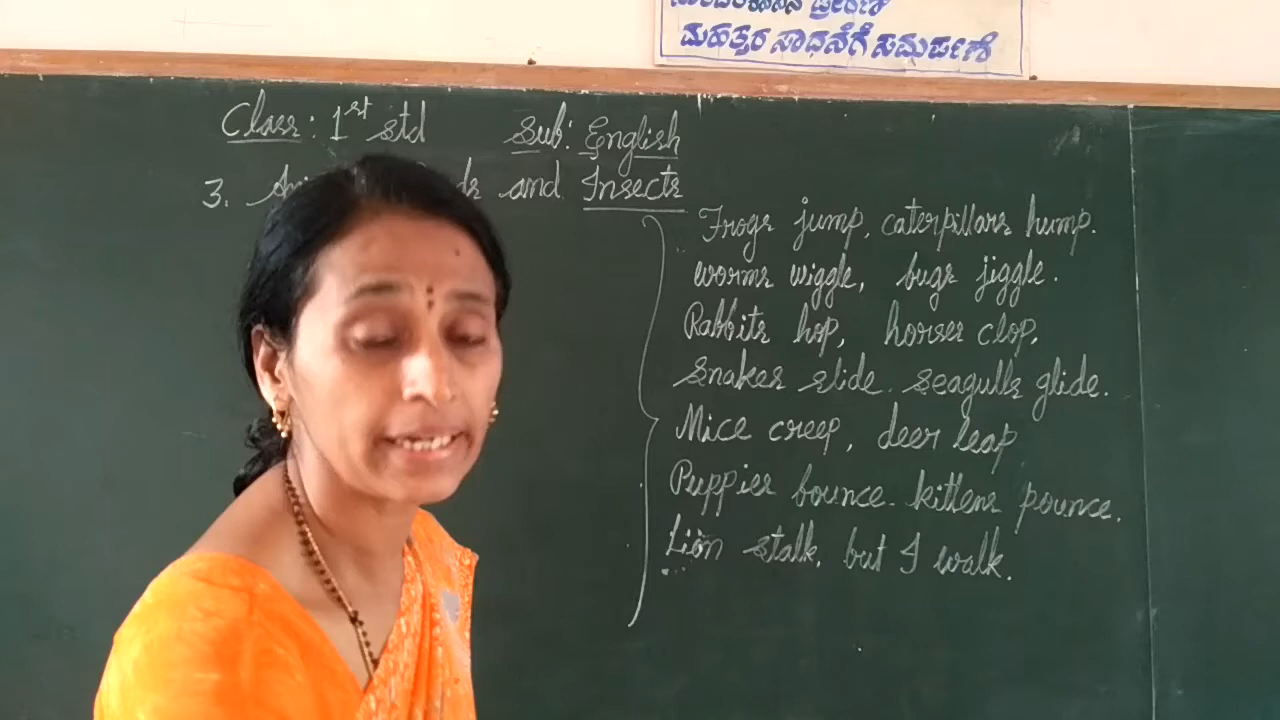 ಮಹತ್ತರ ಸಾಧನೆಗೆ ಸಮರ್ಪಣೆ
Class: 1st std Sub: English
3. and Insects
Frogs jump, caterpillars hump.
worms wiggle, bugs jiggle.
Rabbits hop, horses clop.
snakes slide. seagulls glide.
Mice creep, deer leap
Puppies bounce. kittens pounce.
Lion stalk, but I walk.